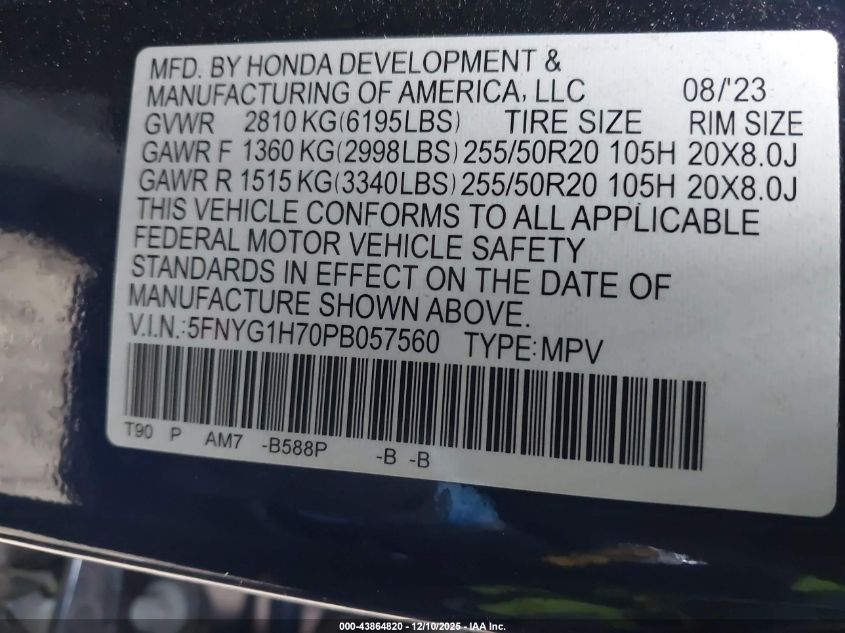 MFD. BY HONDA DEVELOPMENT &
MANUFACTURING OF AMERICA, LLC 08/'23
GVWR 2810 KG(6195LBS) TIRE SIZE RIM SIZE
GAWR F 1360 KG(2998LBS) 255/50R20 105H 20X8.0J
GAWR R 1515 KG(3340LBS) 255/50R20 105H 20X8.0J
THIS VEHICLE CONFORMS TO ALL APPLICABLE
FEDERAL MOTOR VEHICLE SAFETY
STANDARDS IN EFFECT ON THE DATE OF
MANUFACTURE SHOWN ABOVE.
V.I.N.:5FNYG1H70PB057560 TYPE:MPV
T90 P AM7 -B588P -B -B
000-43864820 - 12/10/2025 - IAA Inc.